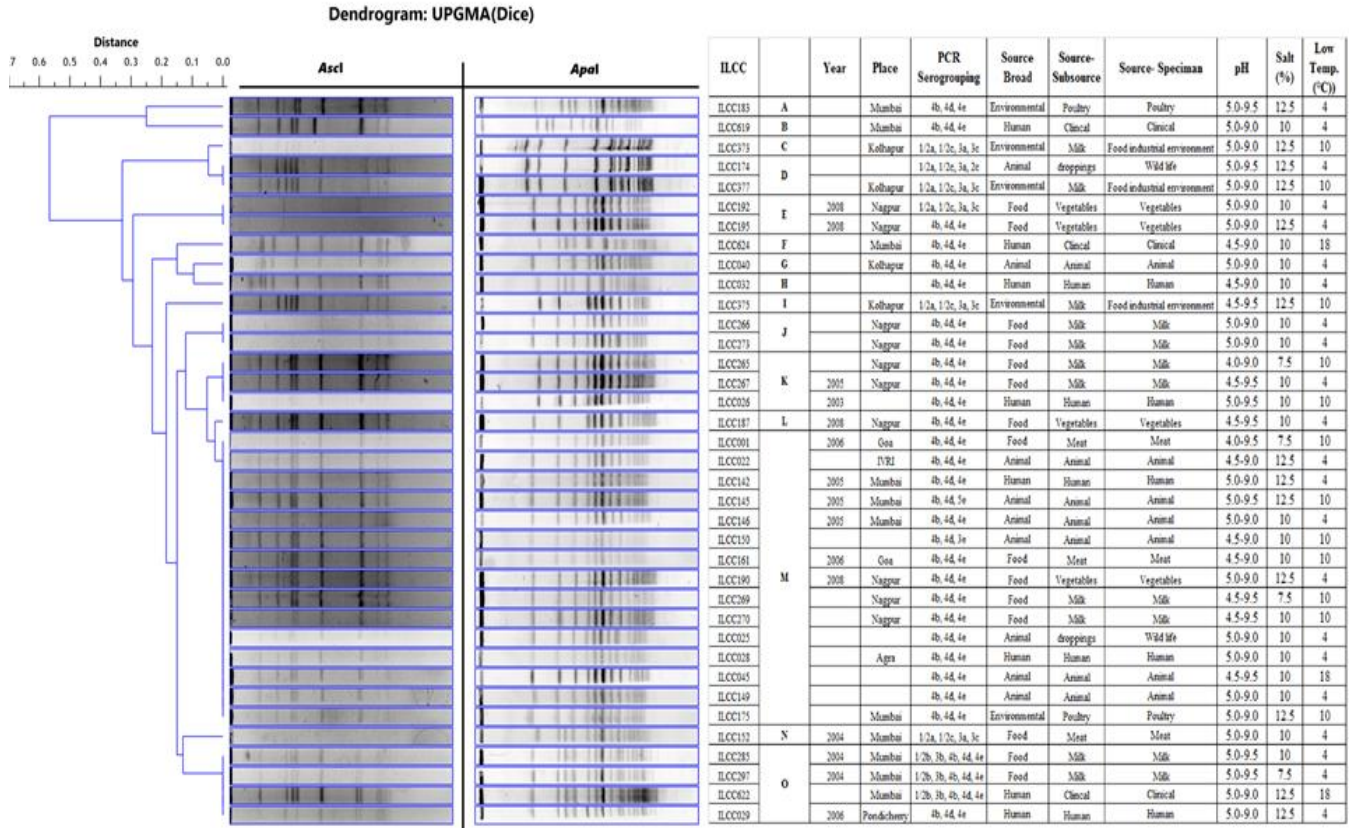 Dendrogram: UPGMA(Dice)
Distance
7 0.6 0.5 0.4 0.3 0.2 0.1 0.0
AscI ApaI
ILCC Year Place PCR Serogrouping Source Broad Source-Subsource Source- Speciman pH Salt (%) Low Temp. (°C))
ILCC183 A Mumbai 4b, 4d, 4e Environmental Poultry Poultry 5.0-9.5 12.5 4
ILCC619 B Mumbai 4b, 4d, 4e Human Clincal Clinical 5.0-9.0 10 4
ILCC373 C Kolhapur 1/2a, 1/2c, 3a, 3c Environmental Milk Food industrial environment 5.0-9.0 12.5 10
ILCC174 D 1/2a, 1/2c, 3a, 2c Animal droppings Wild life 5.0-9.5 12.5 4
ILCC377 Kolhapur 1/2a, 1/2c, 3a, 3c Environmental Milk Food industrial environment 5.0-9.0 12.5 10
ILCC192 E 2008 Nagpur 1/2a, 1/2c, 3a, 3c Food Vegetables Vegetables 5.0-9.0 10 4
ILCC195 2008 Nagpur 4b, 4d, 4e Food Vegetables Vegetables 5.0-9.0 12.5 4
ILCC624 F Mumbai 4b, 4d, 4e Human Clincal Clinical 4.5-9.0 10 18
ILCC040 G Kolhapur 4b, 4d, 4e Animal Animal Animal 5.0-9.0 10 4
ILCC032 H 4b, 4d, 4e Human Human Human 4.5-9.0 10 4
ILCC375 I Kolhapur 1/2a, 1/2c, 3a, 3c Environmental Milk Food industrial environment 4.5-9.5 12.5 10
ILCC266 J Nagpur 4b, 4d, 4e Food Milk Milk 5.0-9.0 10 4
ILCC273 Nagpur 4b, 4d, 4e Food Milk Milk 5.0-9.0 10 4
ILCC265 K Nagpur 4b, 4d, 4e Food Milk Milk 4.0-9.0 7.5 10
ILCC267 2005 Nagpur 4b, 4d, 4e Food Milk Milk 4.5-9.5 10 4
ILCC026 2003 4b, 4d, 4e Human Human Human 5.0-9.5 10 10
ILCC187 L 2008 Nagpur 4b, 4d, 4e Food Vegetables Vegetables 4.5-9.5 10 4
ILCC001 M 2006 Goa 4b, 4d, 4e Food Meat Meat 4.0-9.5 7.5 10
ILCC022 IVRI 4b, 4d, 4e Animal Animal Animal 4.5-9.0 12.5 4
ILCC142 2005 Mumbai 4b, 4d, 4e Human Human Human 5.0-9.0 12.5 4
ILCC145 2005 Mumbai 4b, 4d, 5e Animal Animal Animal 5.0-9.5 12.5 10
ILCC146 2005 Mumbai 4b, 4d, 4e Animal Animal Animal 5.0-9.0 10 4
ILCC150 4b, 4d, 3e Animal Animal Animal 4.5-9.0 10 10
ILCC161 2006 Goa 4b, 4d, 4e Food Meat Meat 4.5-9.0 10 10
ILCC190 2008 Nagpur 4b, 4d, 4e Food Vegetables Vegetables 5.0-9.0 12.5 4
ILCC269 Nagpur 4b, 4d, 4e Food Milk Milk 4.5-9.5 7.5 10
ILCC270 Nagpur 4b, 4d, 4e Food Milk Milk 4.5-9.5 10 10
ILCC025 4b, 4d, 4e Animal droppings Wild life 5.0-9.0 10 4
ILCC028 Agra 4b, 4d, 4e Human Human Human 5.0-9.0 10 4
ILCC045 4b, 4d, 4e Animal Animal Animal 4.5-9.5 10 18
ILCC149 4b, 4d, 4e Animal Animal Animal 5.0-9.0 10 4
ILCC175 Mumbai 4b, 4d, 4e Environmental Poultry Poultry 5.0-9.0 12.5 10
ILCC152 N 2004 Mumbai 1/2a, 1/2c, 3a, 3c Food Meat Meat 5.0-9.0 10 4
ILCC285 O 2004 Mumbai 1/2b, 3b, 4b, 4d, 4e Food Milk Milk 5.0-9.5 10 4
ILCC297 2004 Mumbai 1/2b, 3b, 4b, 4d, 4e Food Milk Milk 5.0-9.5 7.5 4
ILCC622 Mumbai 1/2b, 3b, 4b, 4d, 4e Human Clincal Clinical 5.0-9.0 12.5 18
ILCC029 2006 Pondicherry 4b, 4d, 4e Human Human Human 5.0-9.0 12.5 4